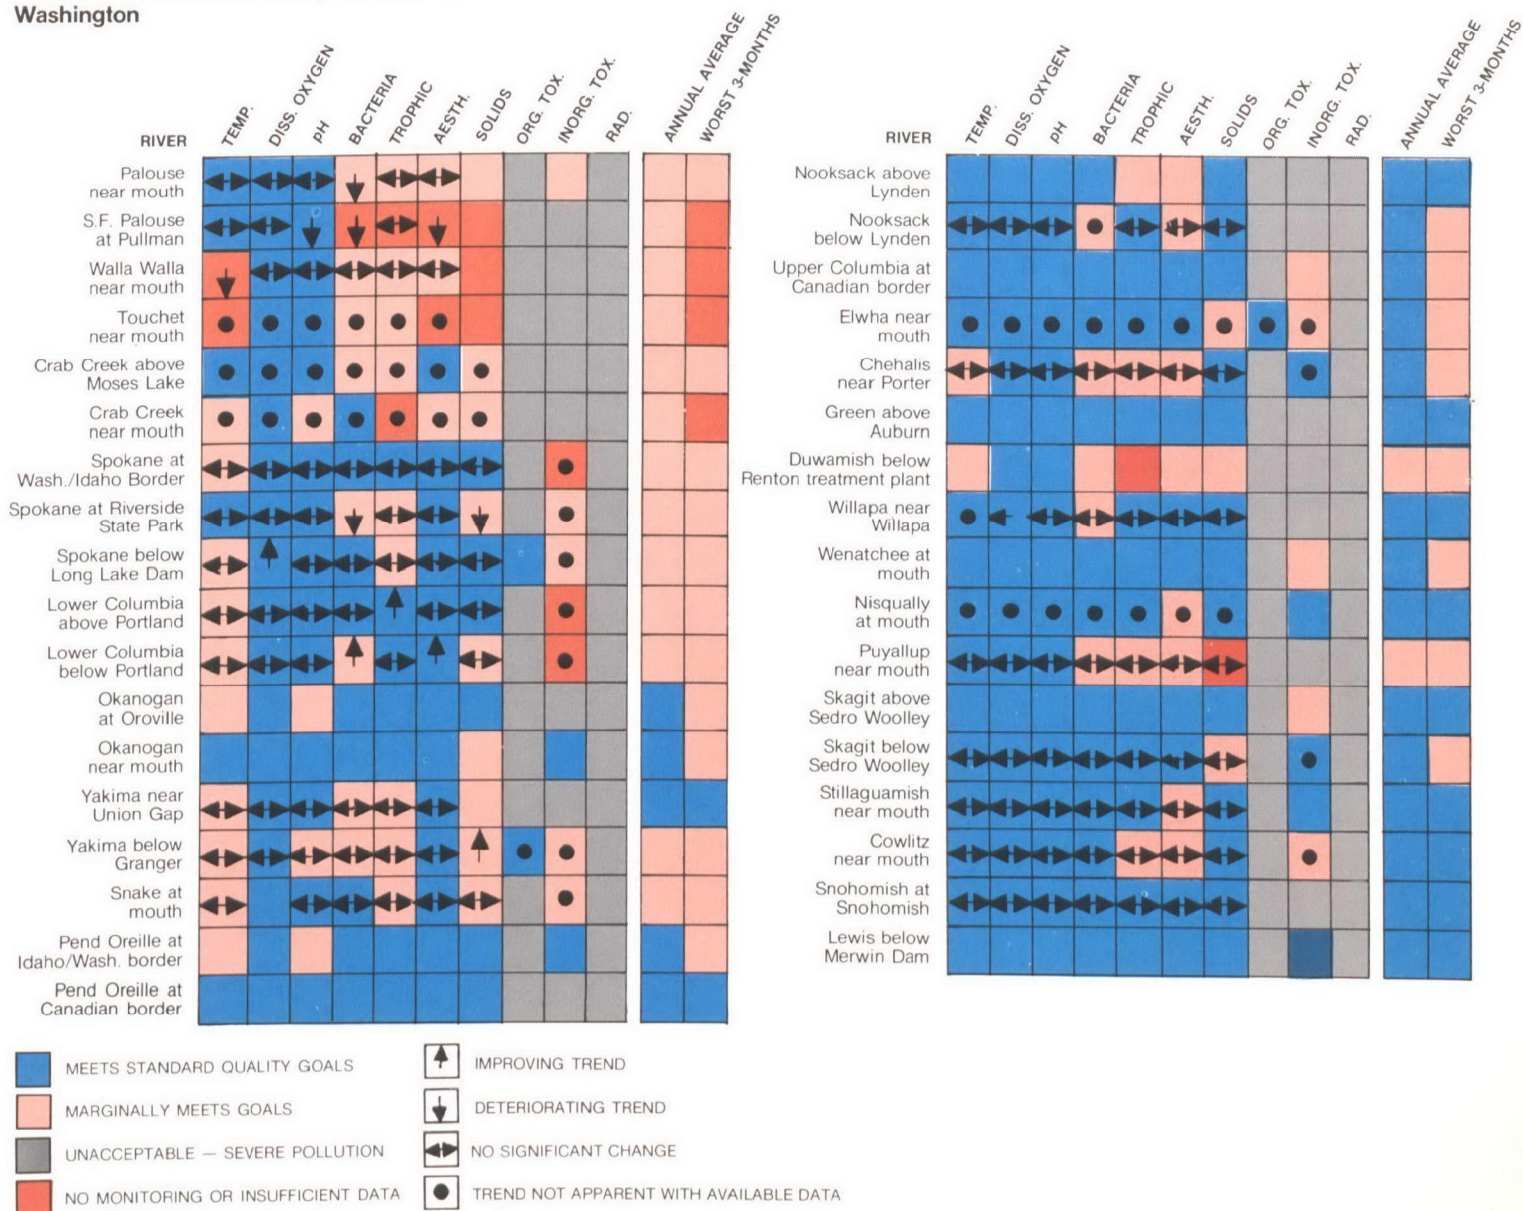 Washington
RIVER
TEMP.
DISS. OXYGEN
pH
BACTERIA
TROPHIC
AESTH.
SOLIDS
ORG. TOX.
INORG. TOX.
RAD.
ANNUAL AVERAGE
WORST 3-MONTHS
Palouse
near mouth
S.F. Palouse
at Pullman
Walla Walla
near mouth
Touchet
near mouth
Crab Creek above
Moses Lake
Crab Creek
near mouth
Spokane at
Wash./Idaho Border
Spokane at Riverside
State Park
Spokane below
Long Lake Dam
Lower Columbia
above Portland
Lower Columbia
below Portland
Okanogan
at Oroville
Okanogan
near mouth
Yakima near
Union Gap
Yakima below
Granger
Snake at
mouth
Pend Oreille at
Idaho/Wash. border
Pend Oreille at
Canadian border
RIVER
TEMP.
DISS. OXYGEN
pH
BACTERIA
TROPHIC
AESTH.
SOLIDS
ORG. TOX.
INORG. TOX.
RAD.
ANNUAL AVERAGE
WORST 3-MONTHS
Nooksack above
Lynden
Nooksack
below Lynden
Upper Columbia at
Canadian border
Elwha near
mouth
Chehalis
near Porter
Green above
Auburn
Duwamish below
Renton treatment plant
Willapa near
Willapa
Wenatchee at
mouth
Nisqually
at mouth
Puyallup
near mouth
Skagit above
Sedro Woolley
Skagit below
Sedro Woolley
Stillaguamish
near mouth
Cowlitz
near mouth
Snohomish at
Snohomish
Lewis below
Merwin Dam
MEETS STANDARD QUALITY GOALS
MARGINALLY MEETS GOALS
UNACCEPTABLE — SEVERE POLLUTION
NO MONITORING OR INSUFFICIENT DATA
IMPROVING TREND
DETERIORATING TREND
NO SIGNIFICANT CHANGE
TREND NOT APPARENT WITH AVAILABLE DATA